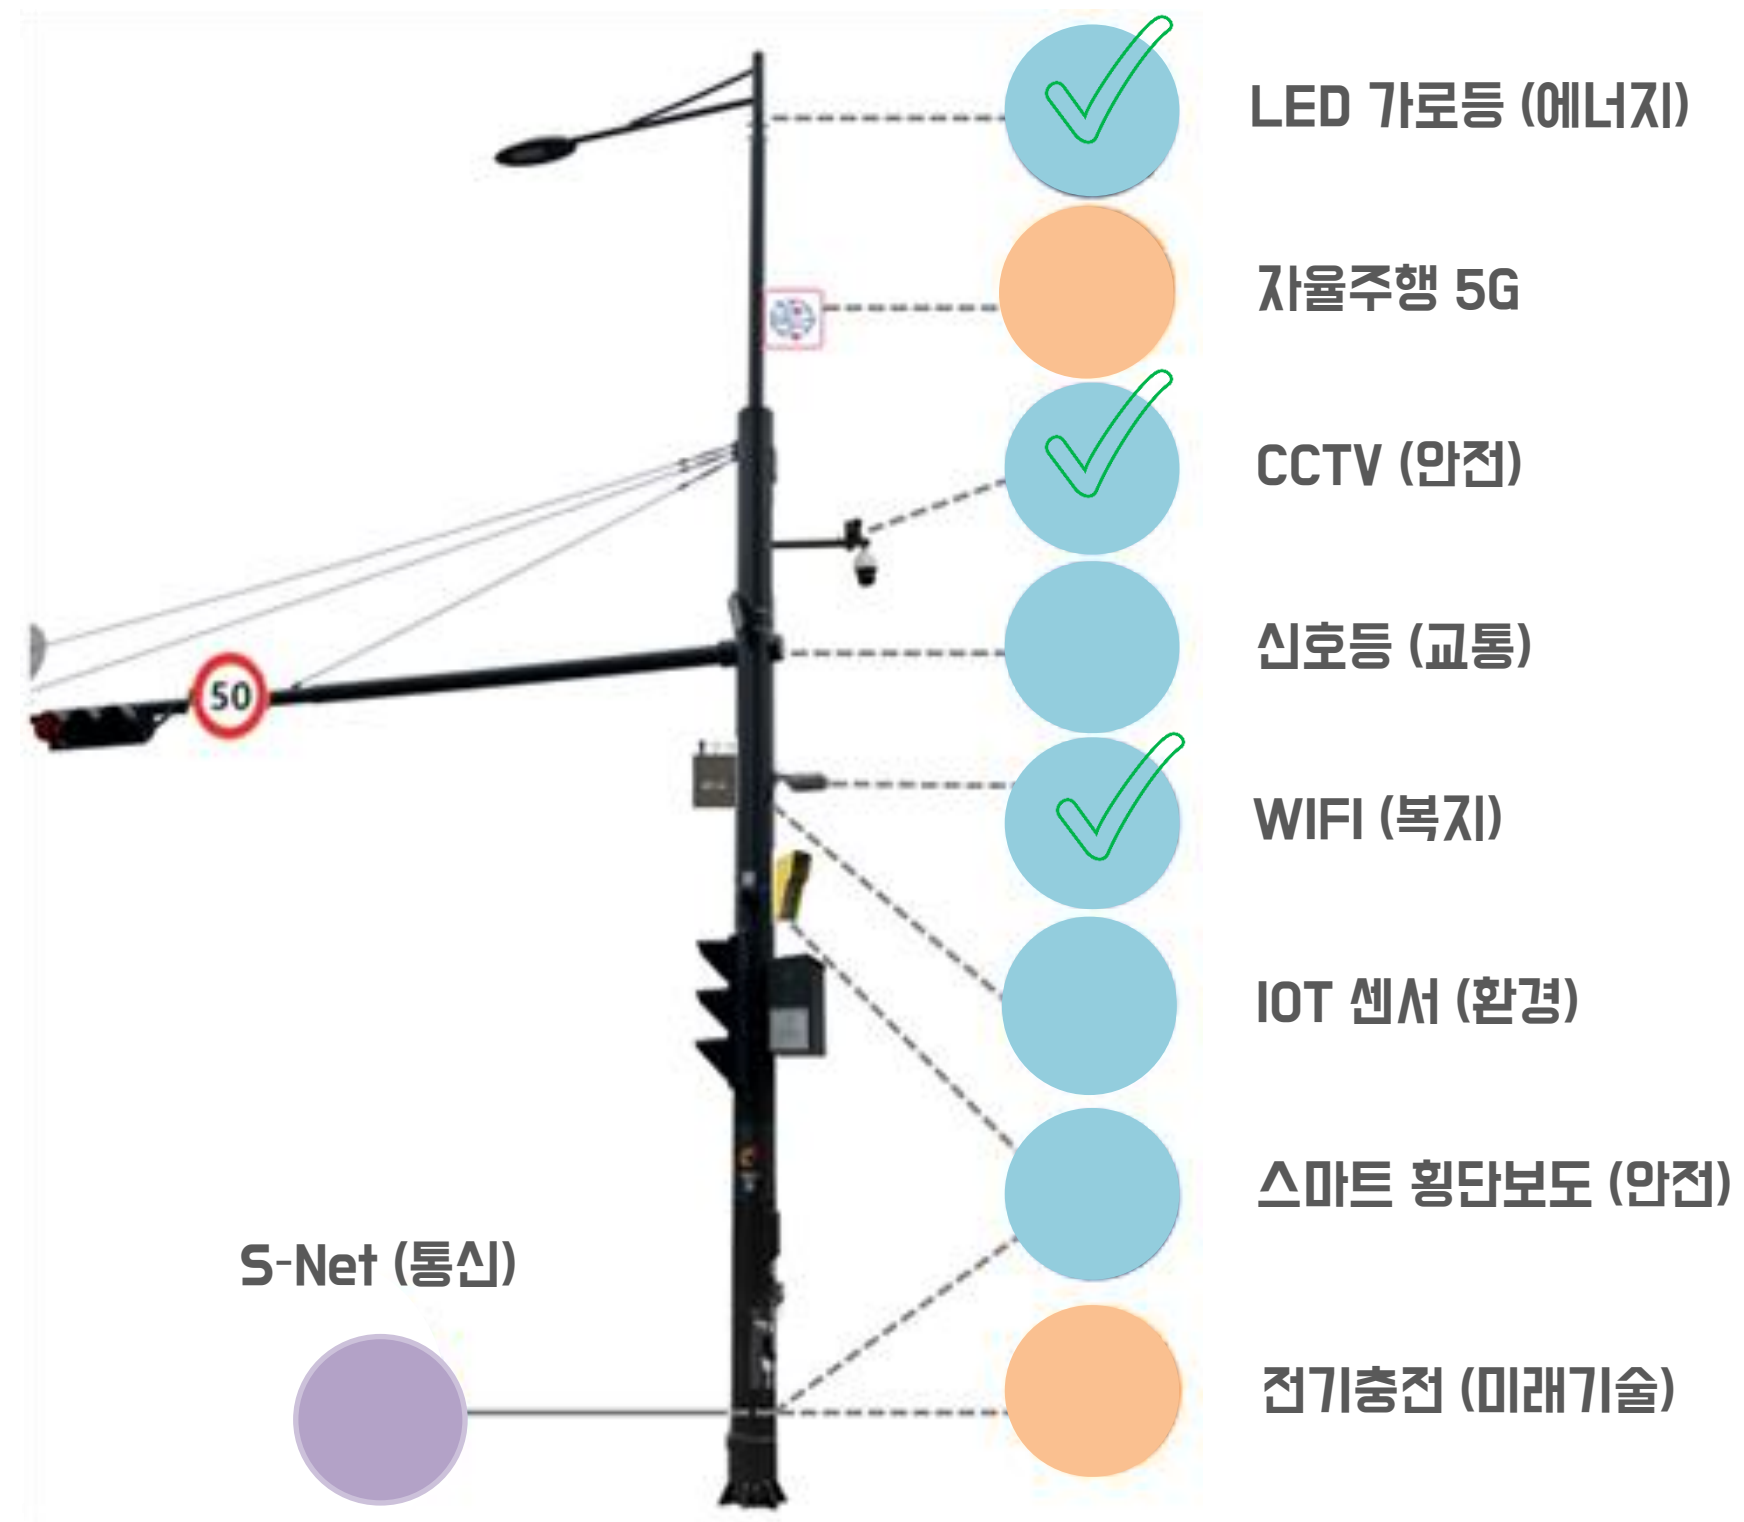 LED 가로등 (에너지)
자율주행 5G
CCTV (안전)
신호등 (교통)
50
WIFI (복지)
IOT 센서 (환경)
스마트 횡단보도 (안전)
S-Net (통신)
전기충전 (미래기술)